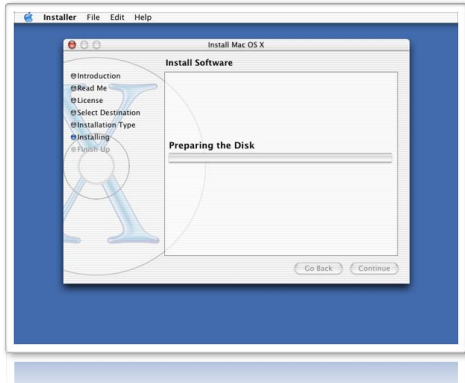 Installer File Edit Help
Install Mac OS X
Install Software
Introduction
Read Me
License
Select Destination
Installation Type
Installing
Finish Up
Preparing the Disk
Go Back Continue